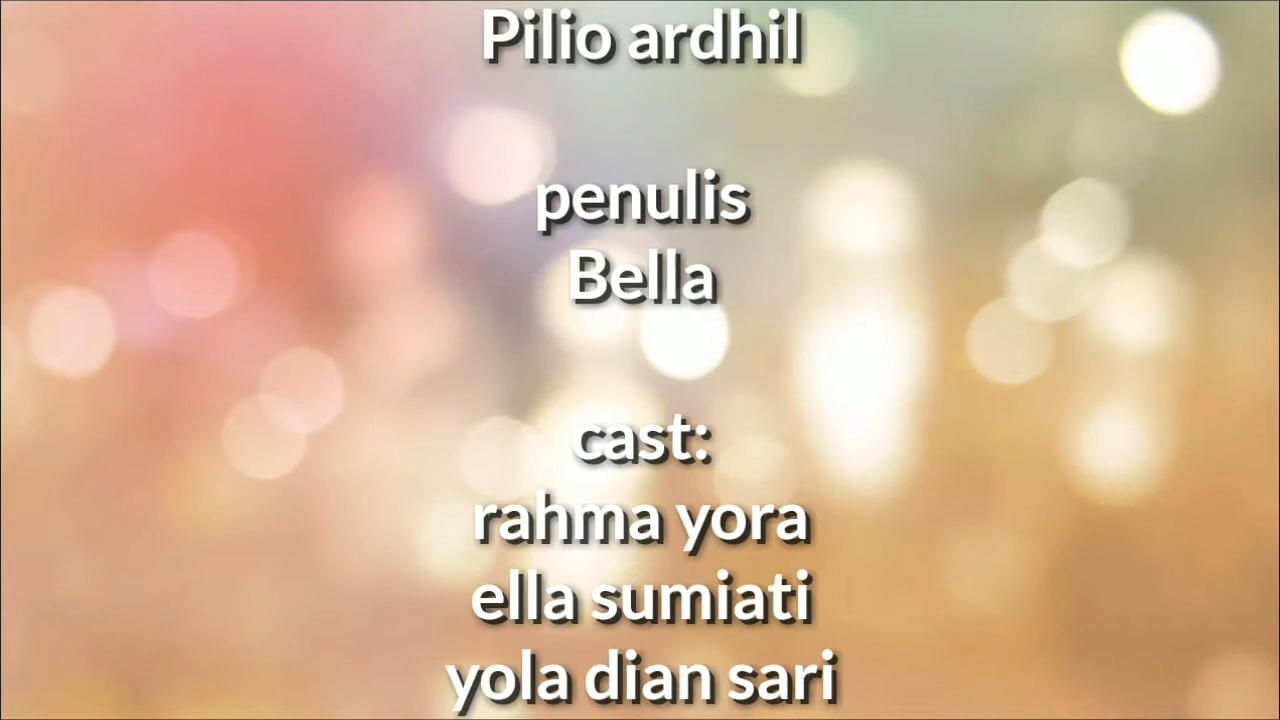 Pilio ardhil
penulis
Bella
cast:
rahma yora
ella sumiati
yola dian sari